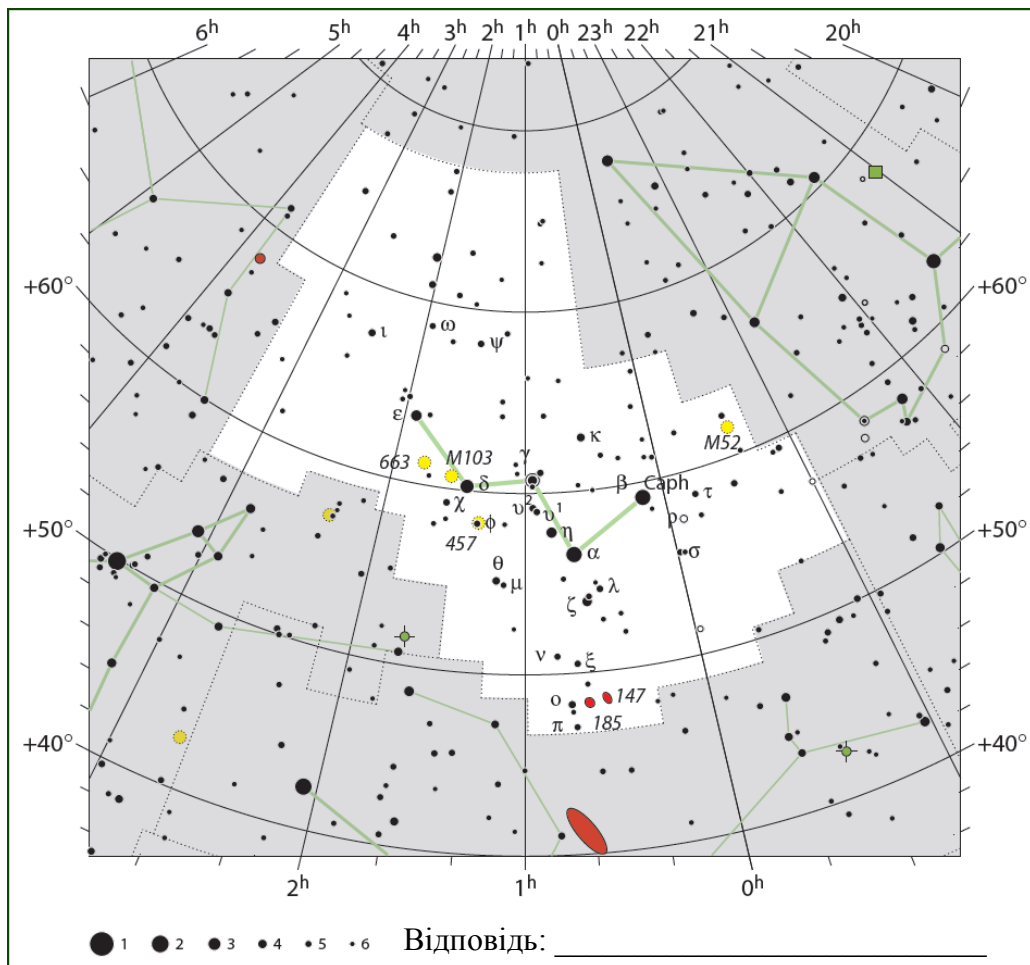 6h 5h 4h 3h 2h 1h 0h 23h 22h 21h 20h
+60° +60°
ι ω ψ
ε κ
663 M103 γ M52
δ β Caph τ
χ υ2 υ1 ρ
457 ϕ η
α σ
θ μ λ
ζ
ν ξ
+50° +50°
ο 147
π 185
+40° +40°
2h 1h 0h
1 2 3 4 5 6 Відповідь: